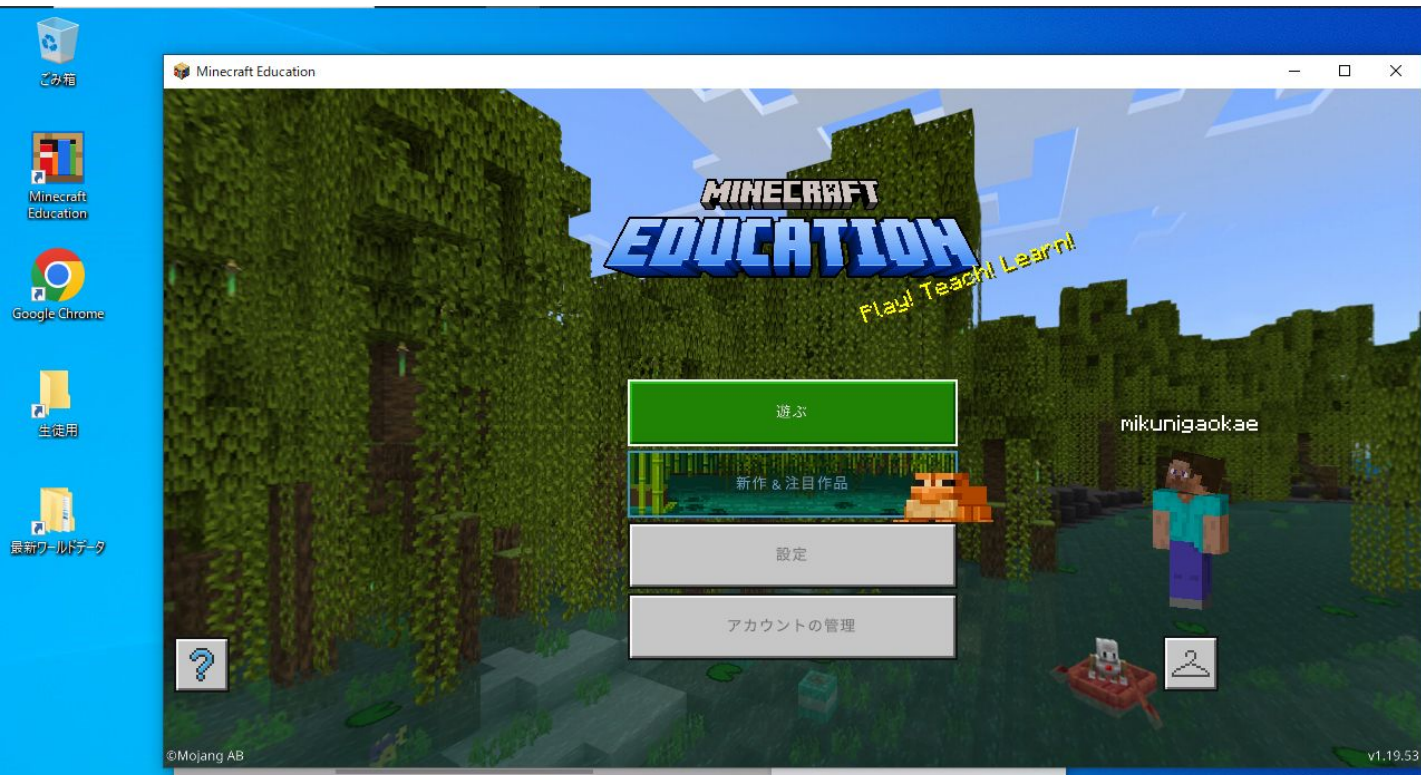 ごみ箱
Minecraft
Education
Google Chrome
生徒用
最新ワールドデータ
Minecraft Education
MINECRAFT
EDUCATION
Play! Teach! Learn!
遊ぶ
新作 & 注目作品
設定
アカウントの管理
mikunigaokae
?
©Mojang AB
v1.19.53